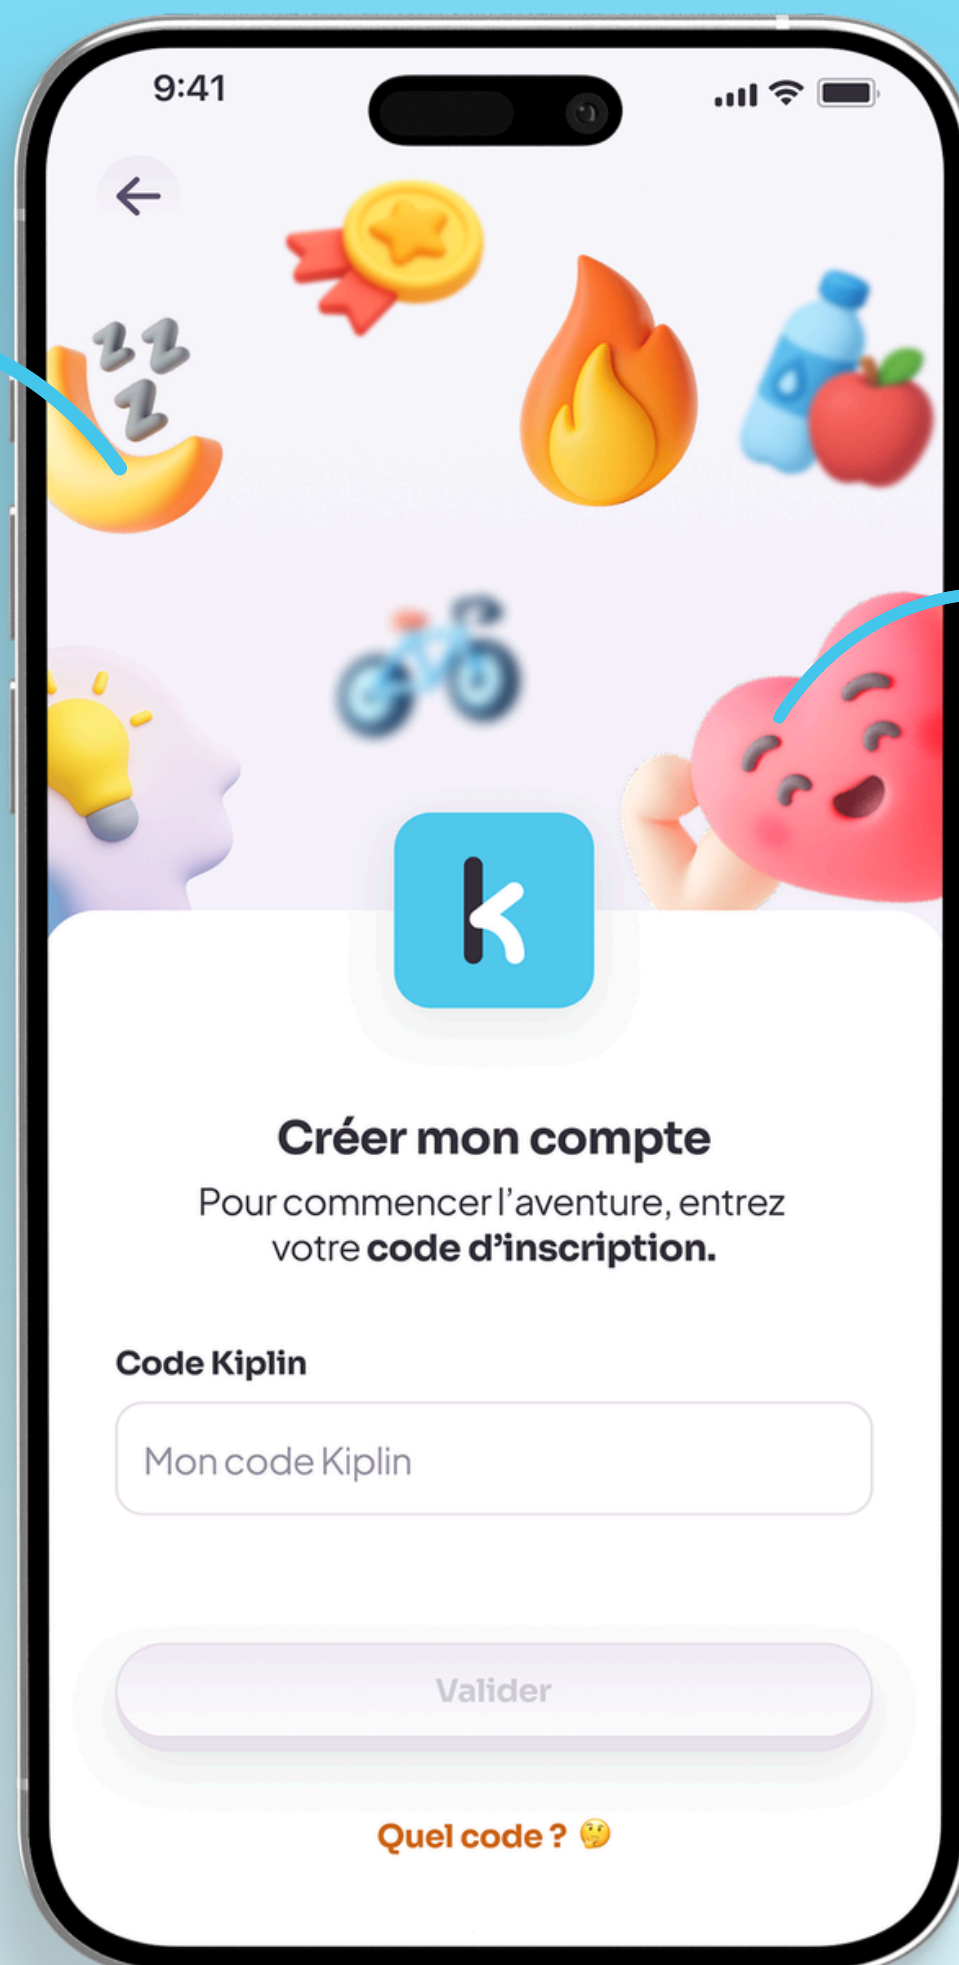 9:41
k
Créer mon compte
Pour commencer l’aventure, entrez
votre code d’inscription.
Code Kiplin
Mon code Kiplin
Valider
Quel code ? 🤔